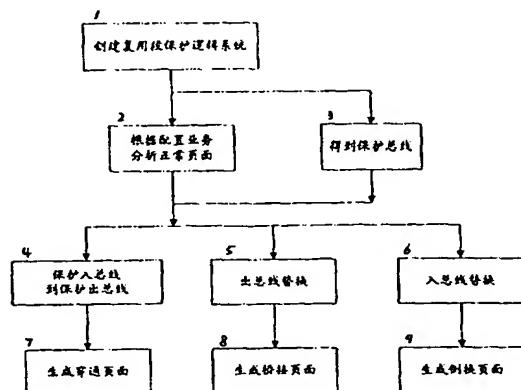 1
创建复用段保护逻辑系统
2
根据配置业务
分析正常页面
3
得到保护总线
4
保护入总线
到保护出总线
5
出总线替换
6
入总线替换
7
生成穿通页面
8
生成桥接页面
9
生成倒换页面